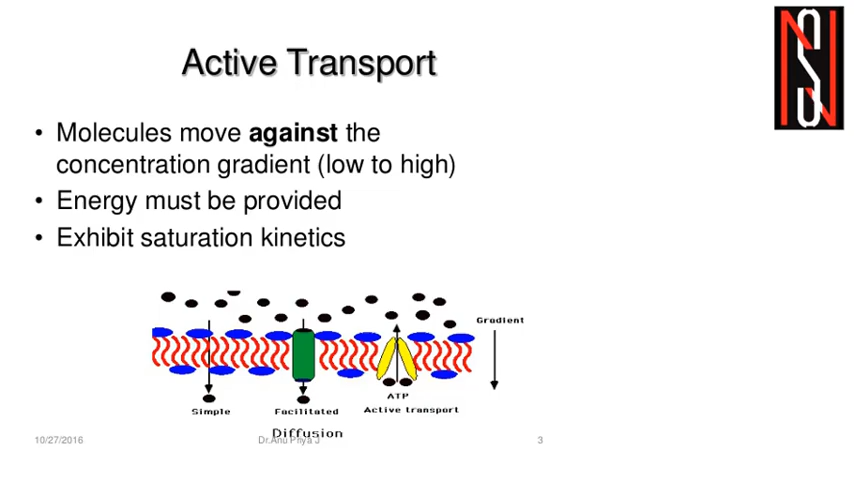 Active Transport
• Molecules move against the
concentration gradient (low to high)
• Energy must be provided
• Exhibit saturation kinetics
Gradient
ATP
Simple
Facilitated
Active transport
Diffusion
10/27/2016
Dr.Anu Priya J
3